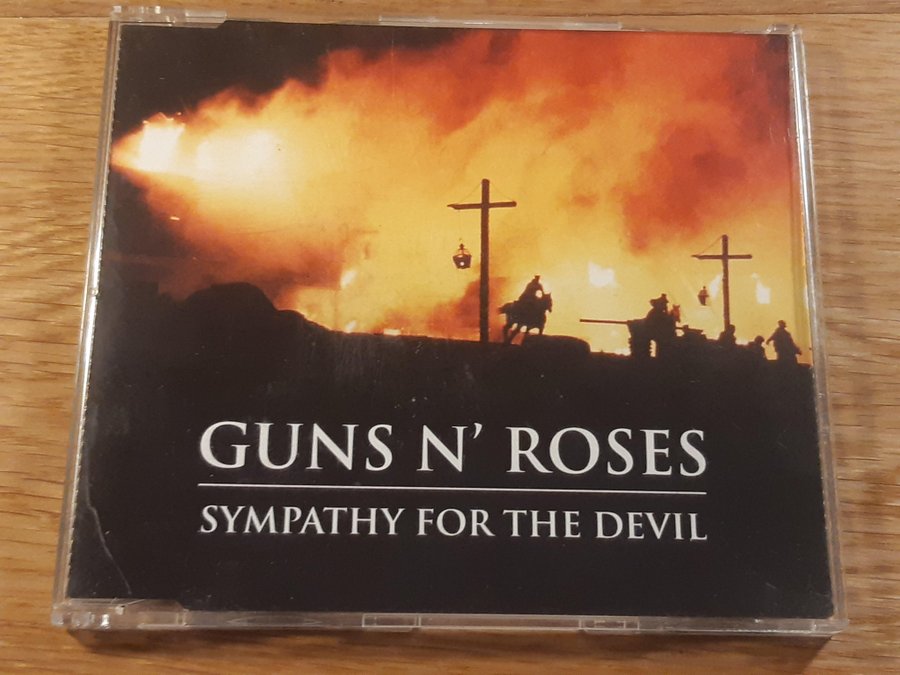 GUNS N' ROSES
SYMPATHY FOR THE DEVIL